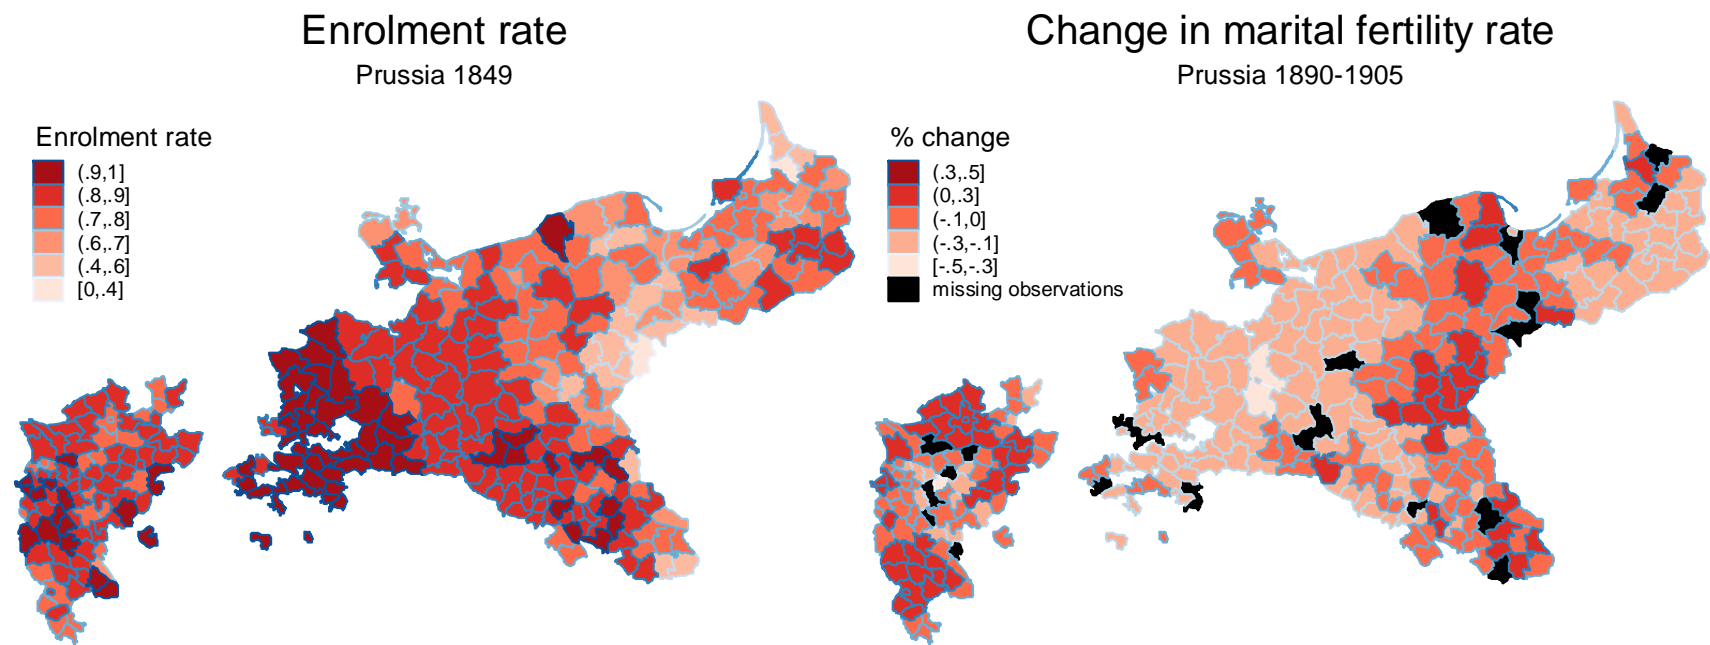 Enrolment rate
Prussia 1849
Enrolment rate
(.9,1]
(.8,.9]
(.7,.8]
(.6,.7]
(.4,.6]
[0,.4]
Change in marital fertility rate
Prussia 1890-1905
% change
(.3,.5]
(0,.3]
(-.1,0]
(-.3,-.1]
[-.5,-.3]
missing observations